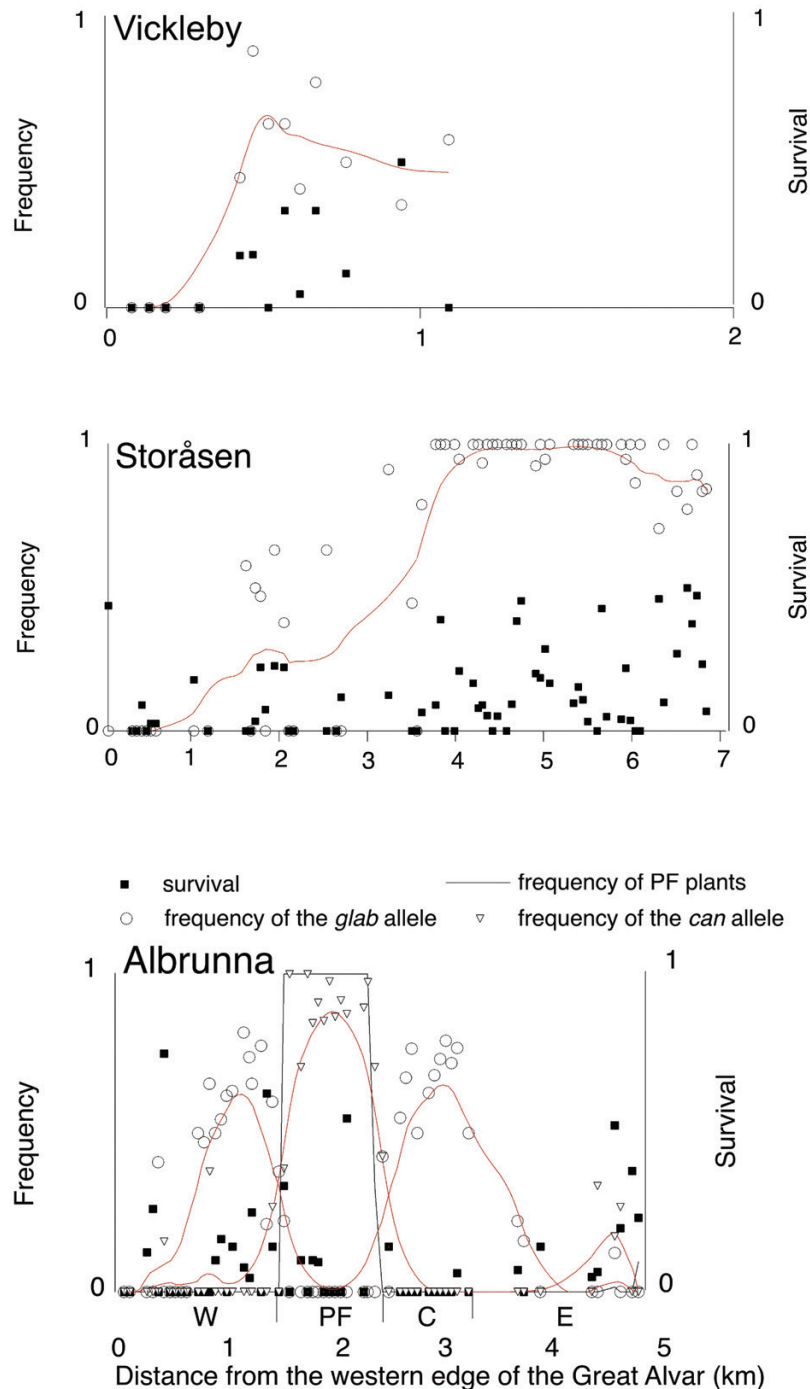 1 1
Vickleby
Frequency
Survival
0 0
0 1 2
1 1
Storåsen
Frequency
Survival
0 0
0 1 2 3 4 5 6 7
survival frequency of PF plants
frequency of the glab allele frequency of the can allele
Albrunna
1 1
Frequency
Survival
0 0
W PF C E
0 1 2 3 4 5
Distance from the western edge of the Great Alvar (km)